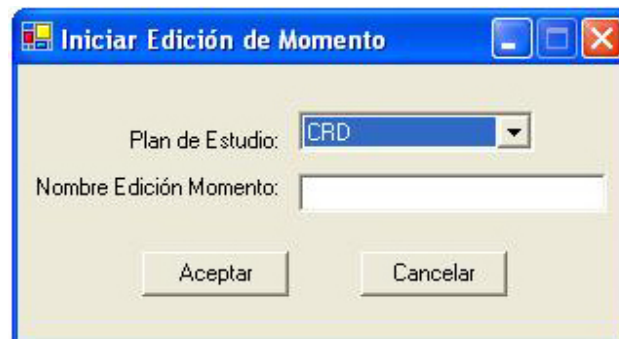 Iniciar Edición de Momento
Plan de Estudio: CRD
Nombre Edición Momento:
Aceptar Cancelar